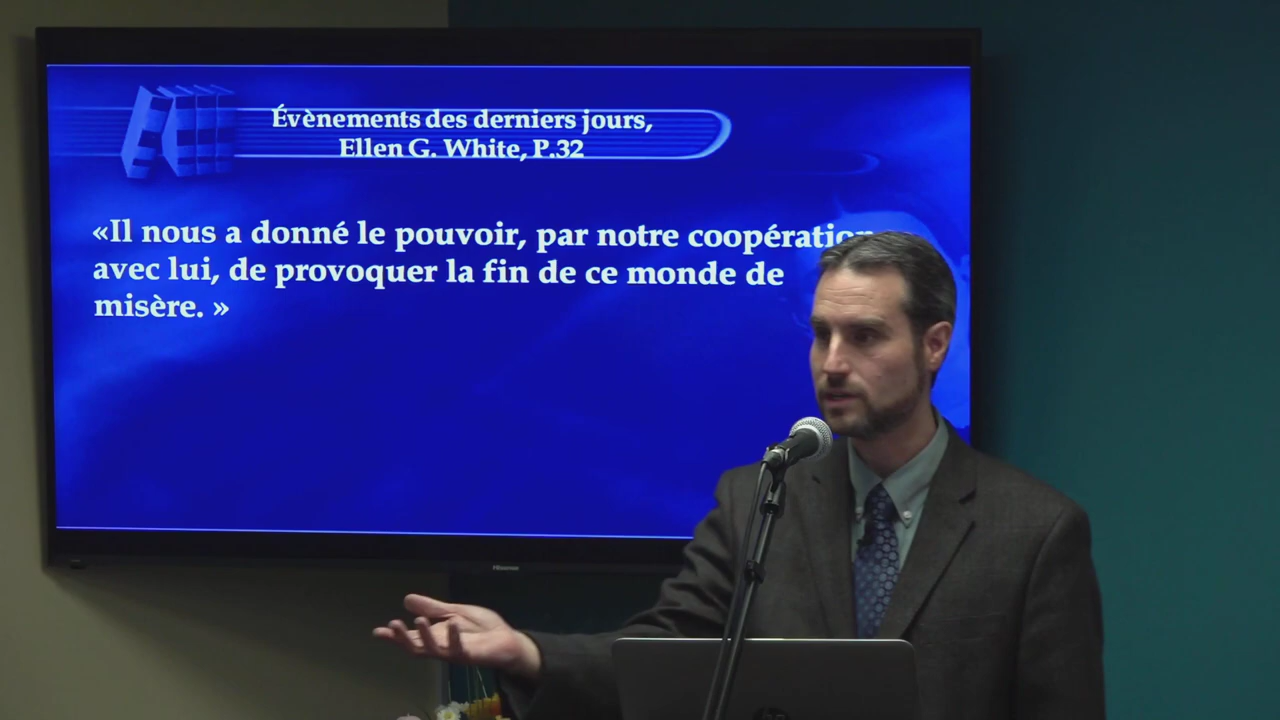 Évènements des derniers jours,
Ellen G. White, P.32
«Il nous a donné le pouvoir, par notre coopération
avec lui, de provoquer la fin de ce monde de
misère. »
Hisense